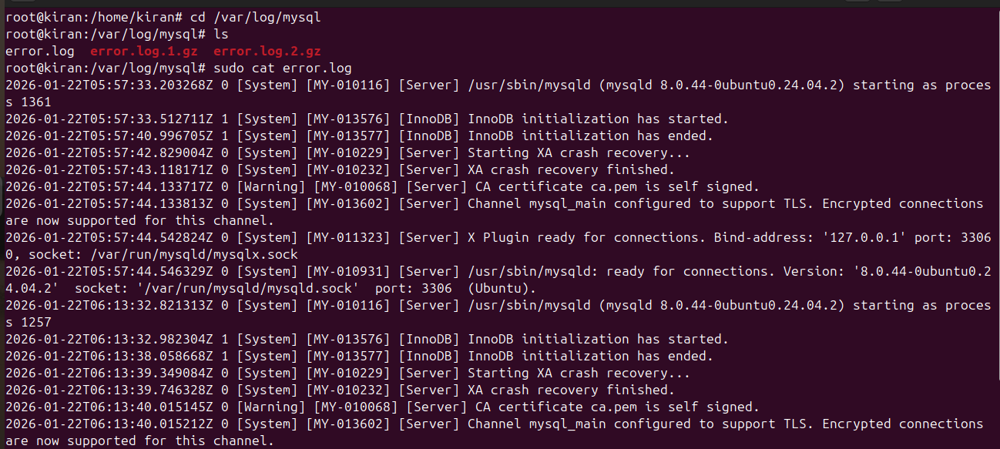 root@kiran:/home/kiran# cd /var/log/mysql
root@kiran:/var/log/mysql# ls
error.log  error.log.1.gz  error.log.2.gz
root@kiran:/var/log/mysql# sudo cat error.log
2026-01-22T05:57:33.203268Z 0 [System] [MY-010116] [Server] /usr/sbin/mysqld (mysqld 8.0.44-0ubuntu0.24.04.2) starting as proces
s 1361
2026-01-22T05:57:33.512711Z 1 [System] [MY-013576] [InnoDB] InnoDB initialization has started.
2026-01-22T05:57:40.996705Z 1 [System] [MY-013577] [InnoDB] InnoDB initialization has ended.
2026-01-22T05:57:42.829004Z 0 [System] [MY-010229] [Server] Starting XA crash recovery...
2026-01-22T05:57:43.118171Z 0 [System] [MY-010232] [Server] XA crash recovery finished.
2026-01-22T05:57:44.133717Z 0 [Warning] [MY-010068] [Server] CA certificate ca.pem is self signed.
2026-01-22T05:57:44.133813Z 0 [System] [MY-013602] [Server] Channel mysql_main configured to support TLS. Encrypted connections
are now supported for this channel.
2026-01-22T05:57:44.542824Z 0 [System] [MY-011323] [Server] X Plugin ready for connections. Bind-address: '127.0.0.1' port: 3306
0, socket: /var/run/mysqld/mysqlx.sock
2026-01-22T05:57:44.546329Z 0 [System] [MY-010931] [Server] /usr/sbin/mysqld: ready for connections. Version: '8.0.44-0ubuntu0.2
4.04.2'  socket: '/var/run/mysqld/mysqld.sock'  port: 3306  (Ubuntu).
2026-01-22T06:13:32.821313Z 0 [System] [MY-010116] [Server] /usr/sbin/mysqld (mysqld 8.0.44-0ubuntu0.24.04.2) starting as proces
s 1257
2026-01-22T06:13:32.982304Z 1 [System] [MY-013576] [InnoDB] InnoDB initialization has started.
2026-01-22T06:13:38.058668Z 1 [System] [MY-013577] [InnoDB] InnoDB initialization has ended.
2026-01-22T06:13:39.349084Z 0 [System] [MY-010229] [Server] Starting XA crash recovery...
2026-01-22T06:13:39.746328Z 0 [System] [MY-010232] [Server] XA crash recovery finished.
2026-01-22T06:13:40.015145Z 0 [Warning] [MY-010068] [Server] CA certificate ca.pem is self signed.
2026-01-22T06:13:40.015212Z 0 [System] [MY-013602] [Server] Channel mysql_main configured to support TLS. Encrypted connections
are now supported for this channel.